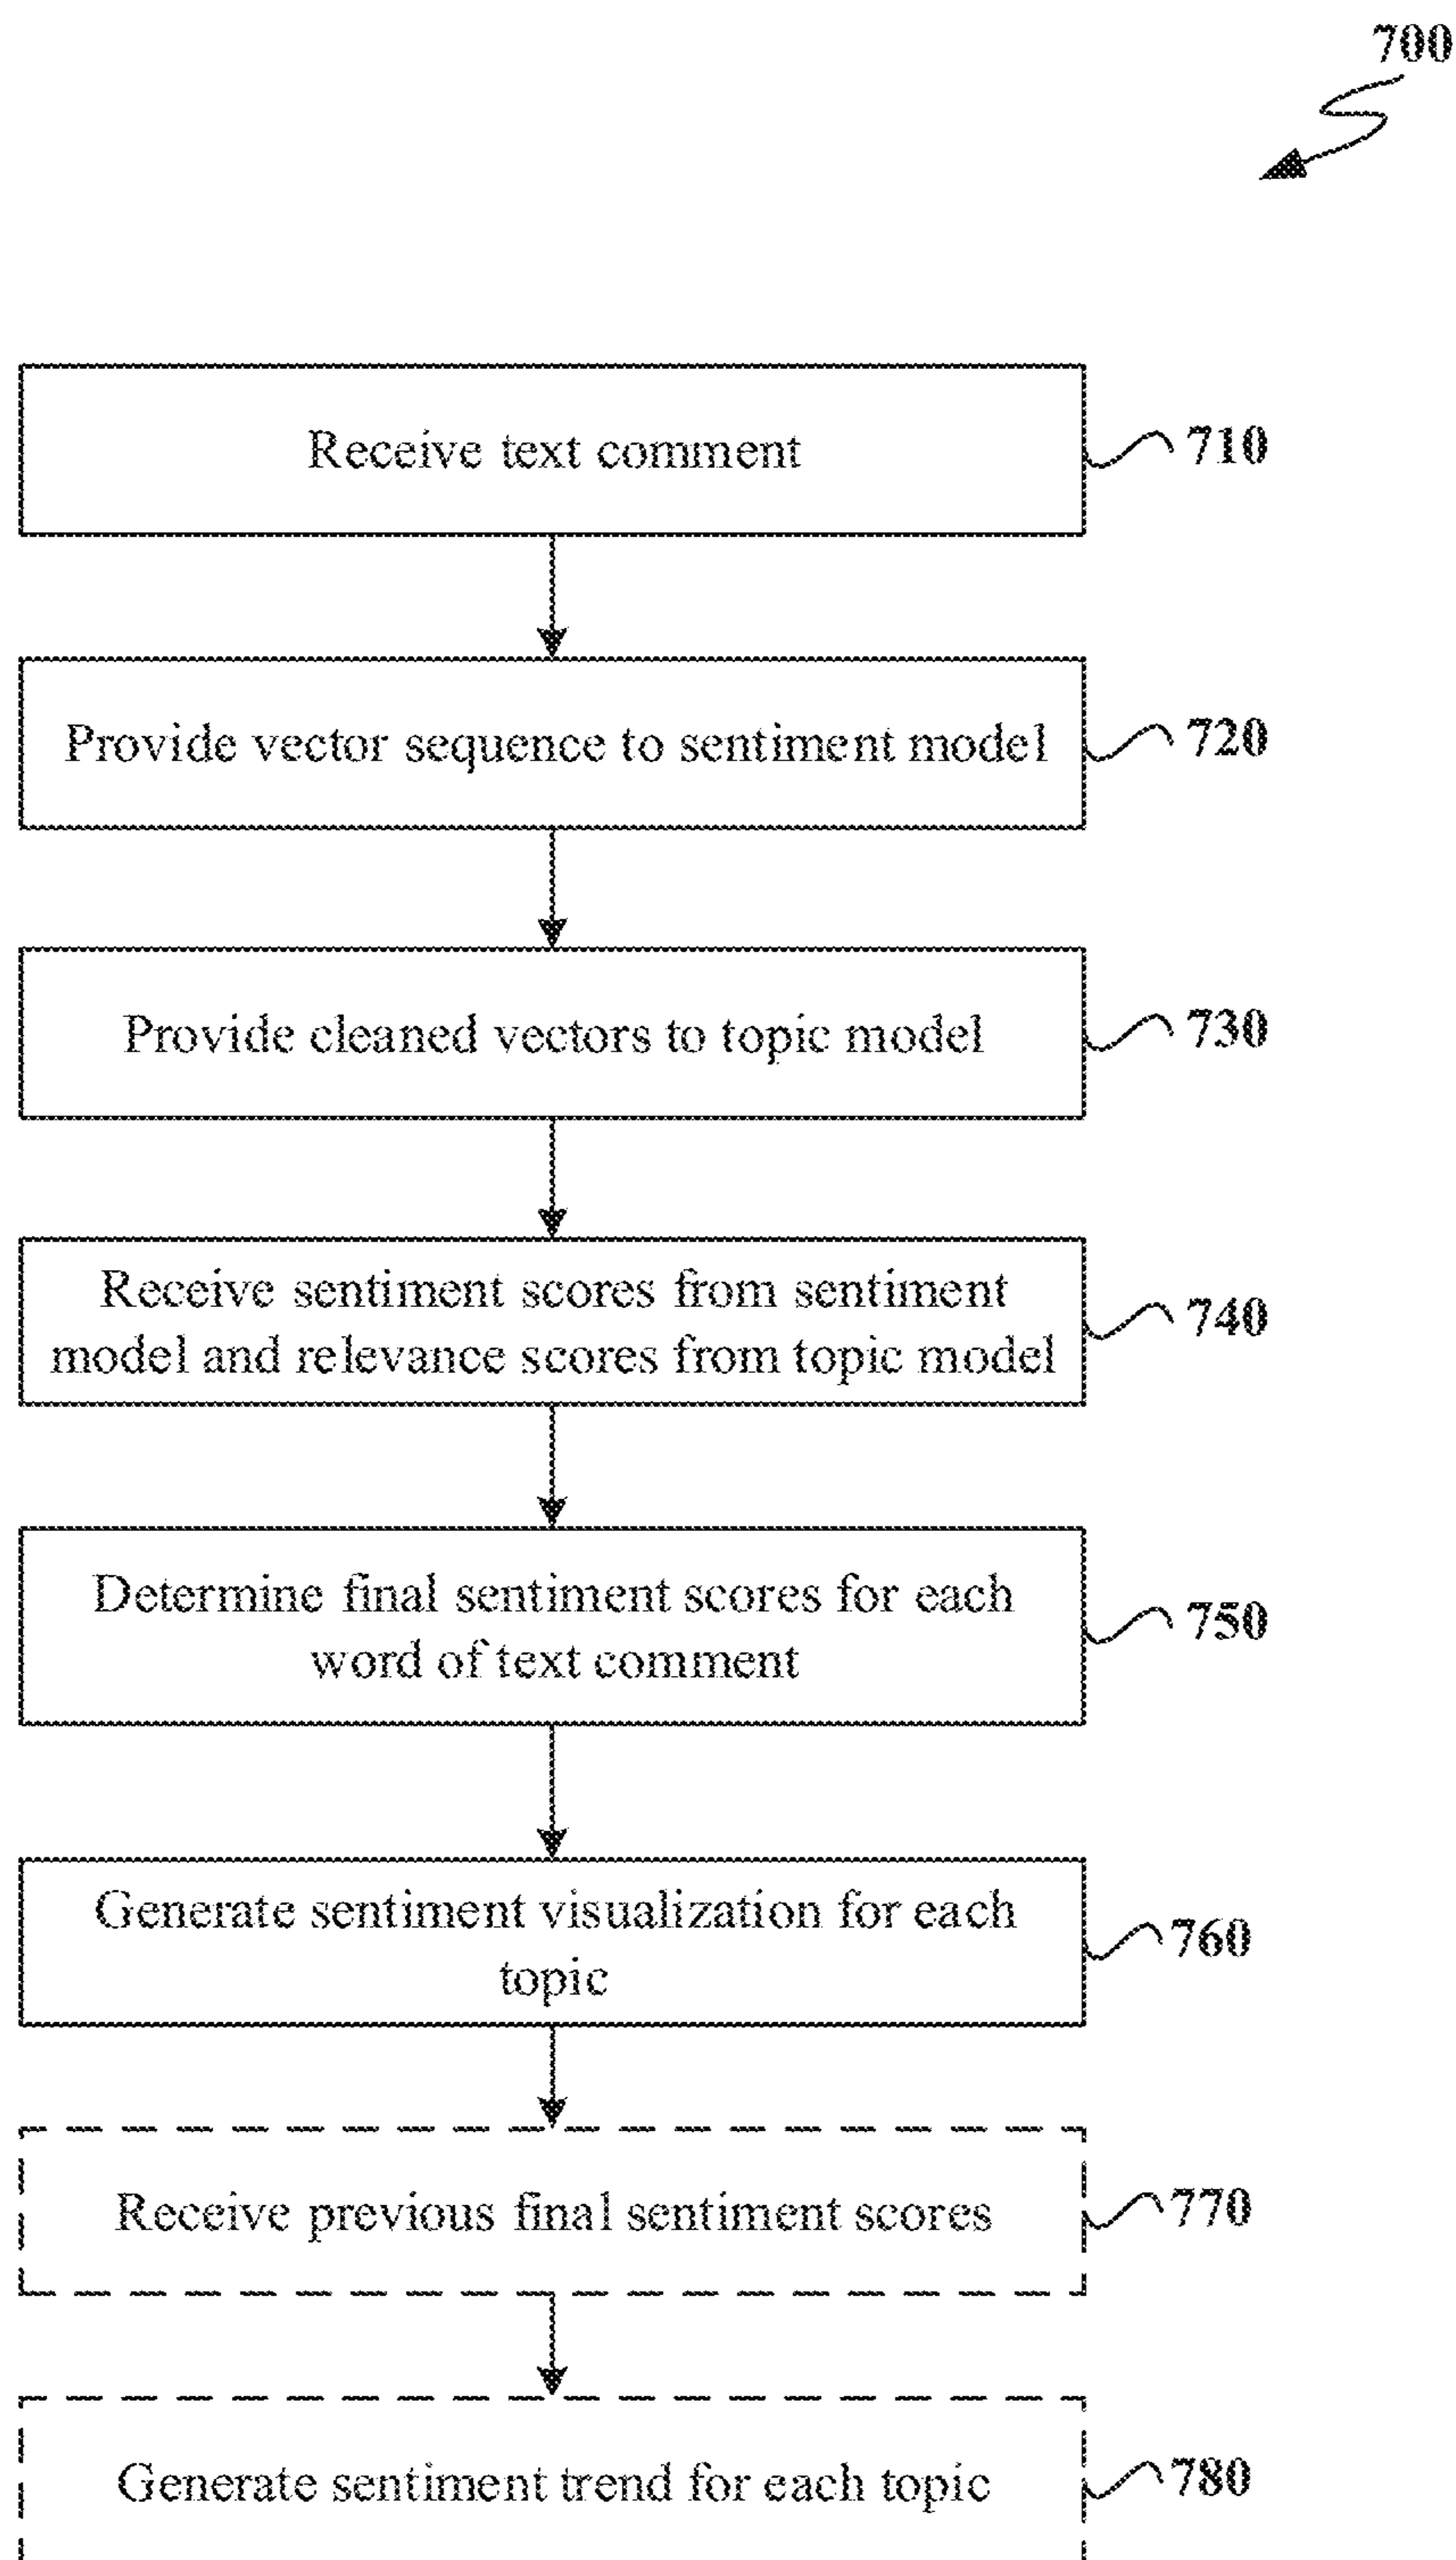 700
Receive text comment
710
Provide vector sequence to sentiment model
720
Provide cleaned vectors to topic model
730
Receive sentiment scores from sentiment
model and relevance scores from topic model
740
Determine final sentiment scores for each
word of text comment
750
Generate sentiment visualization for each
topic
760
Receive previous final sentiment scores
770
Generate sentiment trend for each topic
780